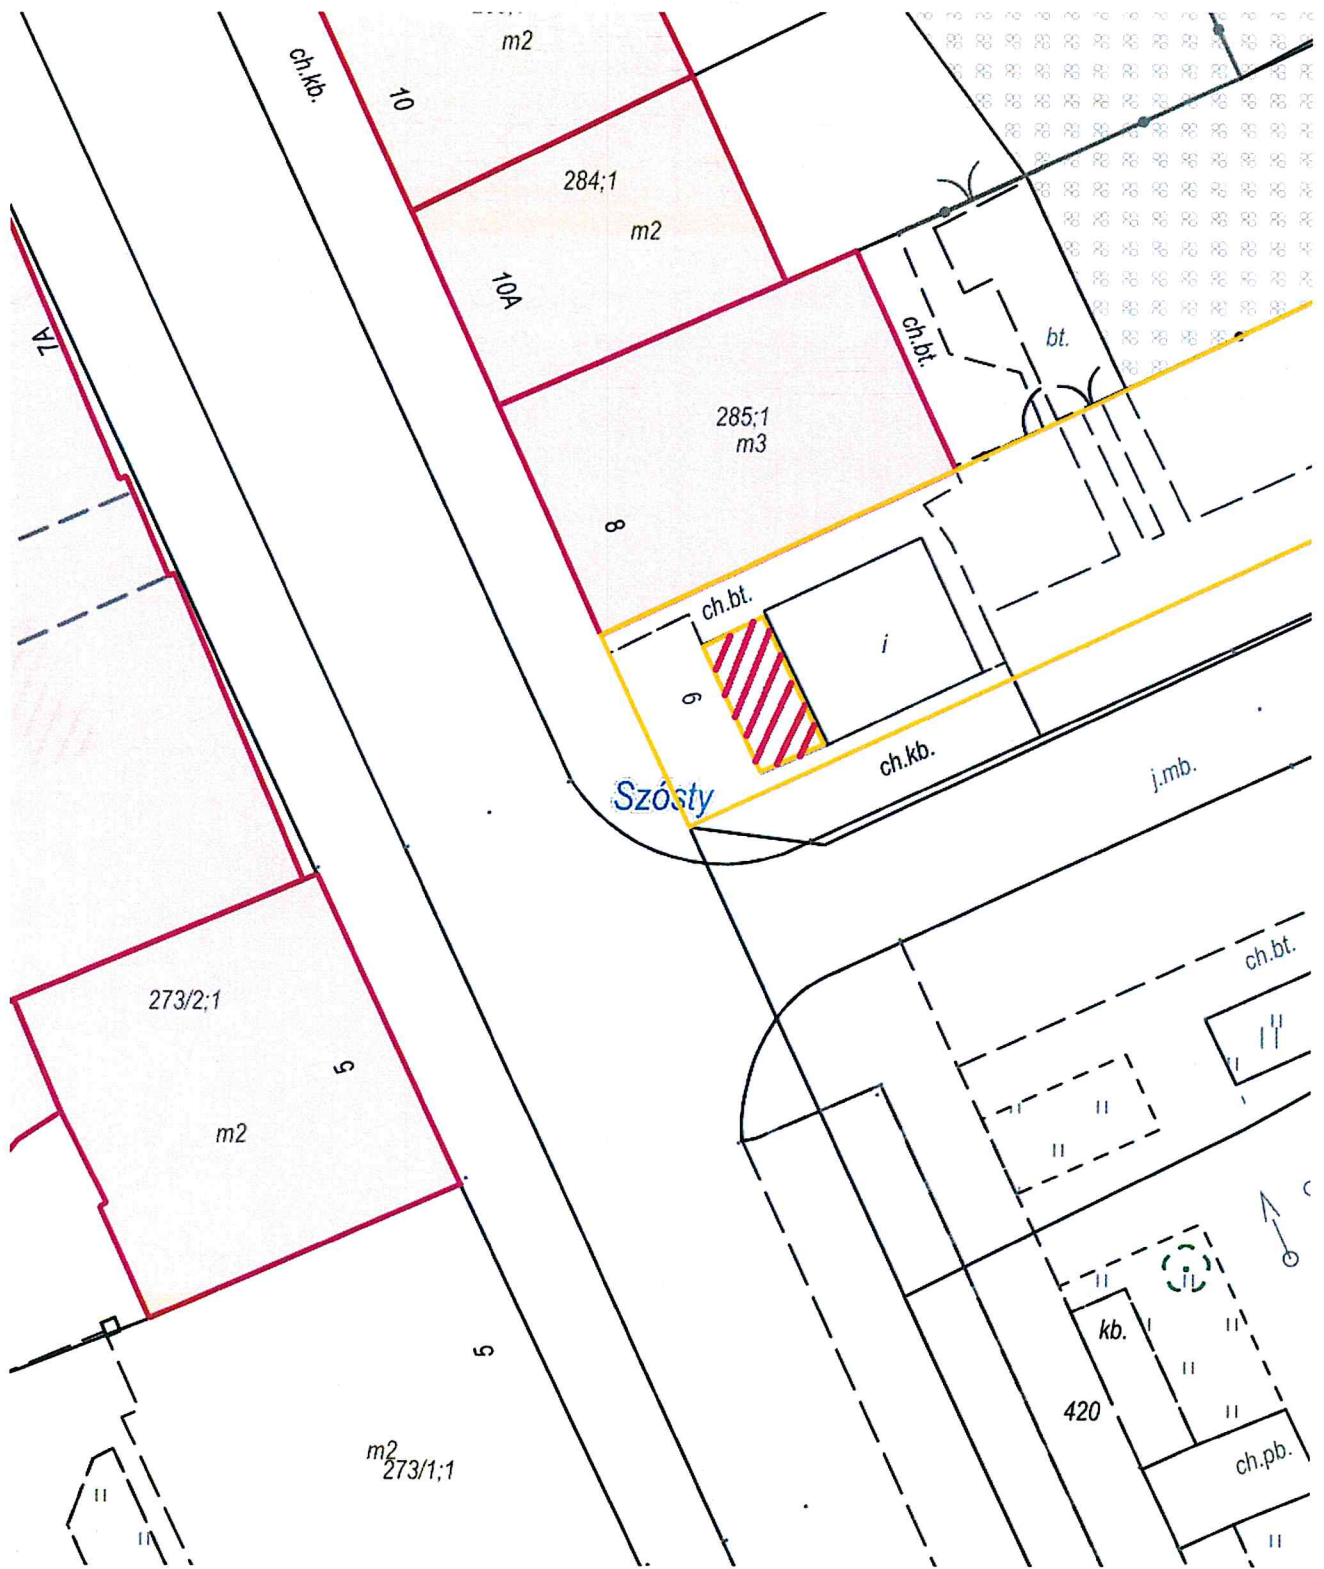 m2
ch.kb.
10
284;1
m2
10A
7A
ch.bt.
bt.
285;1
m3
8
ch.bt.
i
6
ch.kb.
Szósty
j.mb.
ch.bt.
273/2;1
5
m2
kb.
5
420
m2
273/1;1
ch.pb.